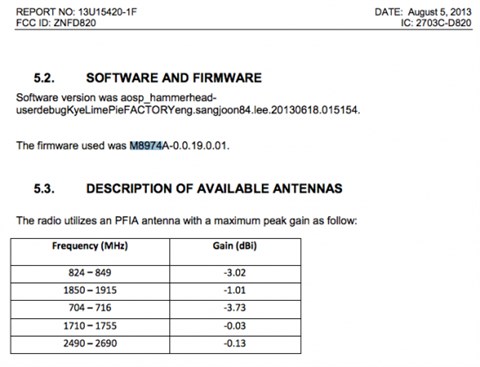 REPORT NO: 13U15420-1F DATE: August 5, 2013
FCC ID: ZNFD820 IC: 2703C-D820
5.2. SOFTWARE AND FIRMWARE
Software version was aosp_hammerhead-
userdebugKyeLimePieFACTORYeng.sangjoon84.lee.20130618.015154.
The firmware used was M8974A-0.0.19.0.01.
5.3. DESCRIPTION OF AVAILABLE ANTENNAS
The radio utilizes an PFIA antenna with a maximum peak gain as follow:
Frequency (MHz) Gain (dBi)
824 – 849 -3.02
1850 – 1915 -1.01
704 – 716 -3.73
1710 – 1755 -0.03
2490 – 2690 -0.13